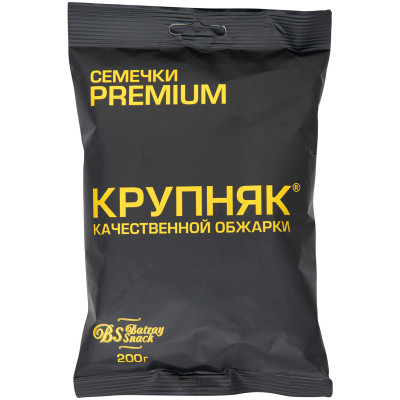 СЕМЕЧКИ
PREMIUM
КРУПНЯК®
КАЧЕСТВЕННОЙ ОБЖАРКИ
BS Batray
Snack
200г